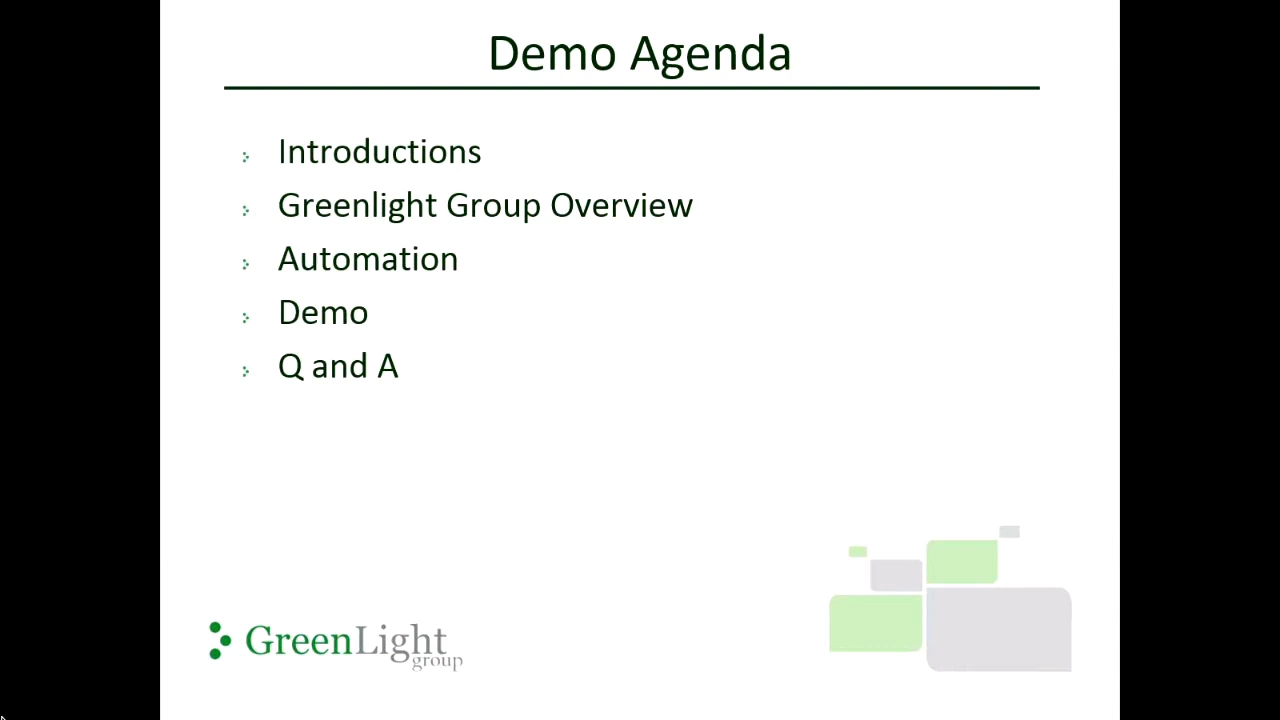 Demo Agenda
Introductions
Greenlight Group Overview
Automation
Demo
Q and A
GreenLight
group